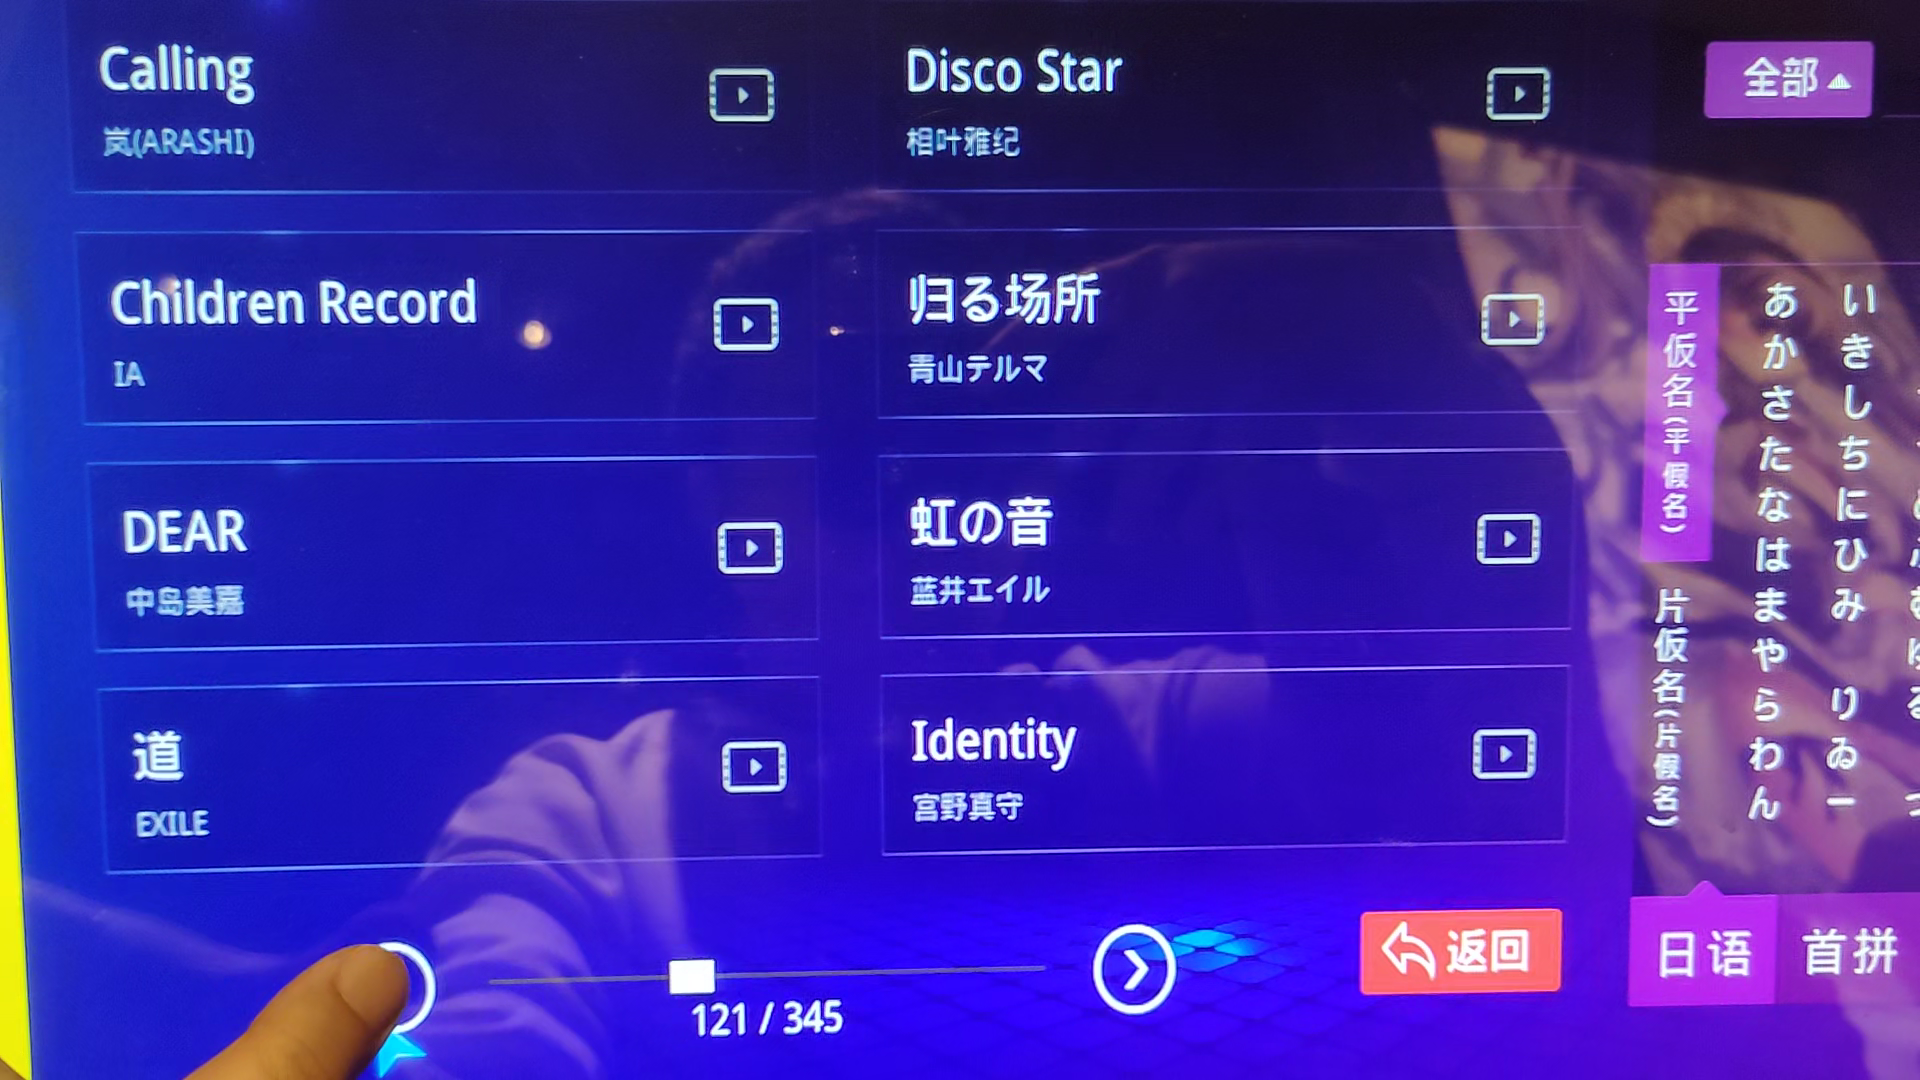 Calling
岚(ARASHI)
Disco Star
相叶雅纪
Children Record
IA
归る场所
青山テルマ
DEAR
中岛美嘉
虹の音
蓝井エイル
道
EXILE
Identity
宫野真守
121 / 345
返回
全部
平仮名(平假名)
片仮名(片假名)
あかさたなはまやらわん
いきしちにひみ りゐー
日语
首拼